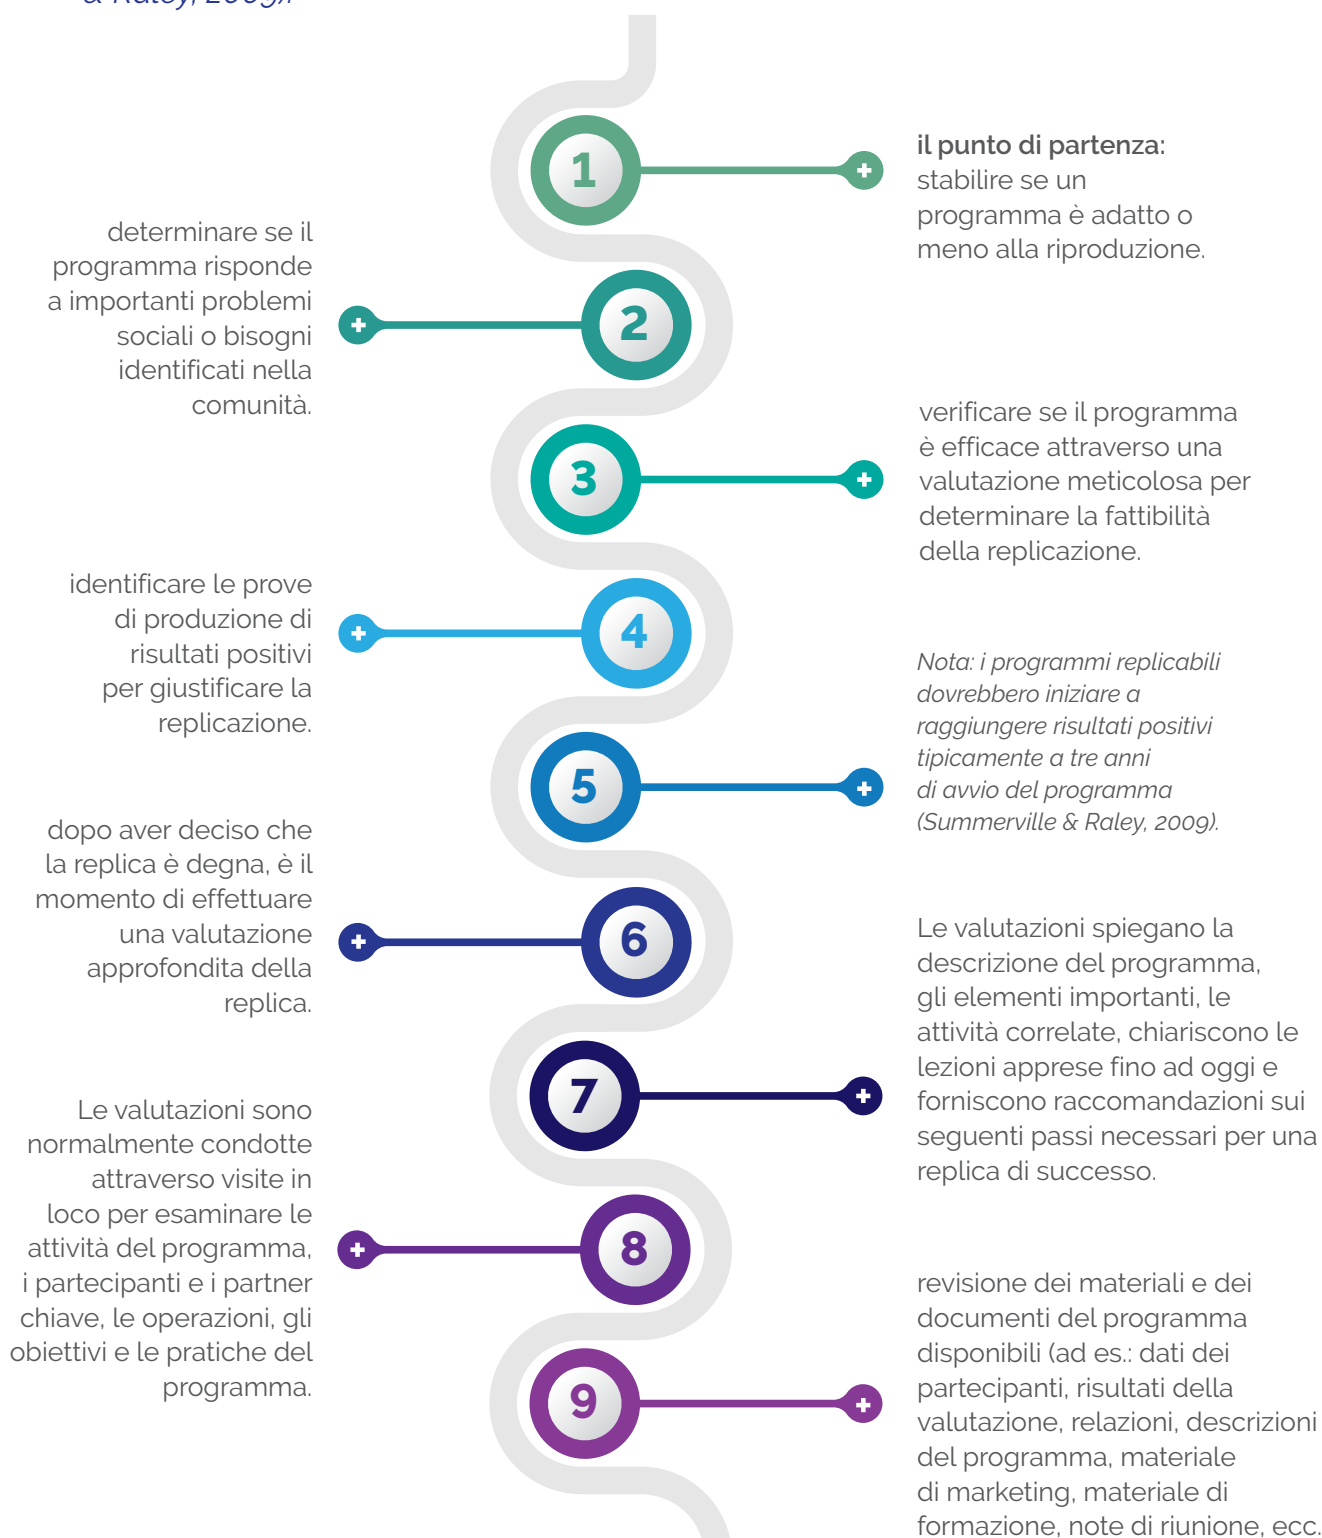 & Raley, 2009).
1
il punto di partenza:
stabilire se un
programma è adatto o
meno alla riproduzione.
determinare se il
programma risponde
a importanti problemi
sociali o bisogni
identificati nella
comunità.
2
3
verificare se il programma
è efficace attraverso una
valutazione meticolosa per
determinare la fattibilità
della replicazione.
identificare le prove
di produzione di
risultati positivi
per giustificare la
replicazione.
4
5
Nota: i programmi replicabili
dovrebbero iniziare a
raggiungere risultati positivi
tipicamente a tre anni
di avvio del programma
(Summerville & Raley, 2009).
dopo aver deciso che
la replica è degna, è il
momento di effettuare
una valutazione
approfondita della
replica.
6
7
Le valutazioni spiegano la
descrizione del programma,
gli elementi importanti, le
attività correlate, chiariscono le
lezioni apprese fino ad oggi e
forniscono raccomandazioni sui
seguenti passi necessari per una
replica di successo.
Le valutazioni sono
normalmente condotte
attraverso visite in
loco per esaminare le
attività del programma,
i partecipanti e i partner
chiave, le operazioni, gli
obiettivi e le pratiche del
programma.
8
9
revisione dei materiali e dei
documenti del programma
disponibili (ad es.: dati dei
partecipanti, risultati della
valutazione, relazioni, descrizioni
del programma, materiale
di marketing, materiale di
formazione, note di riunione, ecc.